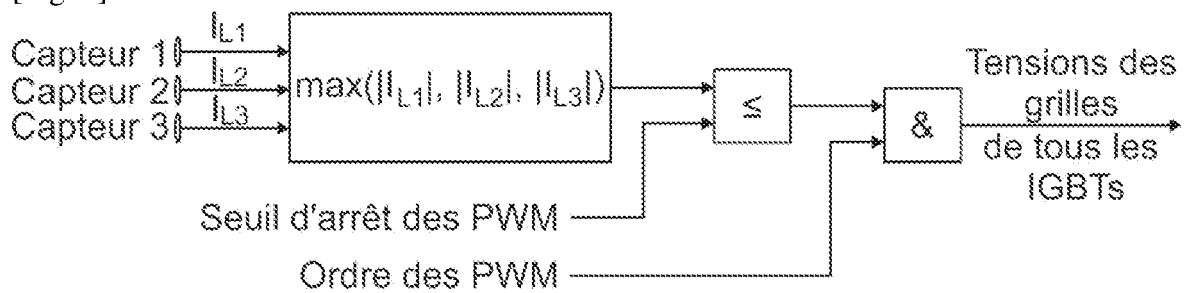 Capteur 1 I_L1
Capteur 2 I_L2
Capteur 3 I_L3
max(|I_L1|, |I_L2|, |I_L3|)
≤
&
Tensions des
grilles
de tous les
IGBTs
Seuil d'arrêt des PWM
Ordre des PWM